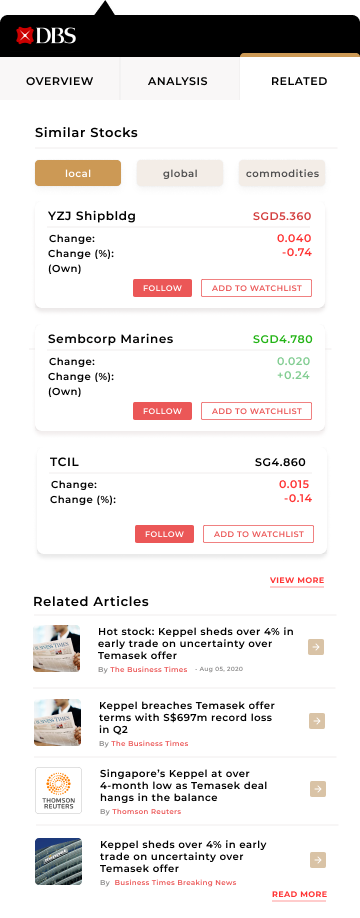 DBS
OVERVIEW
ANALYSIS
RELATED
Similar Stocks
local
global
commodities
YZJ Shipbldg
SGD5.360
Change:
0.040
Change (%):
-0.74
(Own)
FOLLOW
ADD TO WATCHLIST
Sembcorp Marines
SGD4.780
Change:
0.020
Change (%):
+0.24
(Own)
FOLLOW
ADD TO WATCHLIST
TCIL
SG4.860
Change:
0.015
Change (%):
-0.14
FOLLOW
ADD TO WATCHLIST
VIEW MORE
Related Articles
Hot stock: Keppel sheds over 4% in
early trade on uncertainty over
Temasek offer
By The Business Times - Aug 05, 2020
Keppel breaches Temasek offer
terms with S$697m record loss
in Q2
By The Business Times
THOMSON
REUTERS
Singapore's Keppel at over
4-month low as Temasek deal
hangs in the balance
By Thomson Reuters
Keppel sheds over 4% in early
trade on uncertainty over
Temasek offer
By Business Times Breaking News
READ MORE